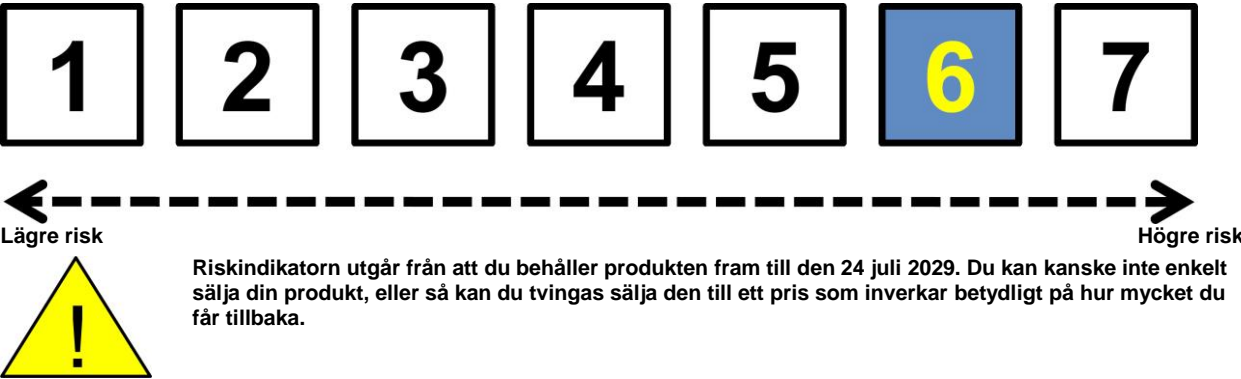 1 2 3 4 5 6 7
Lägre risk Högre risk
Riskindikatorn utgår från att du behåller produkten fram till den 24 juli 2029. Du kan kanske inte enkelt
sälja din produkt, eller så kan du tvingas sälja den till ett pris som inverkar betydligt på hur mycket du
får tillbaka.
!